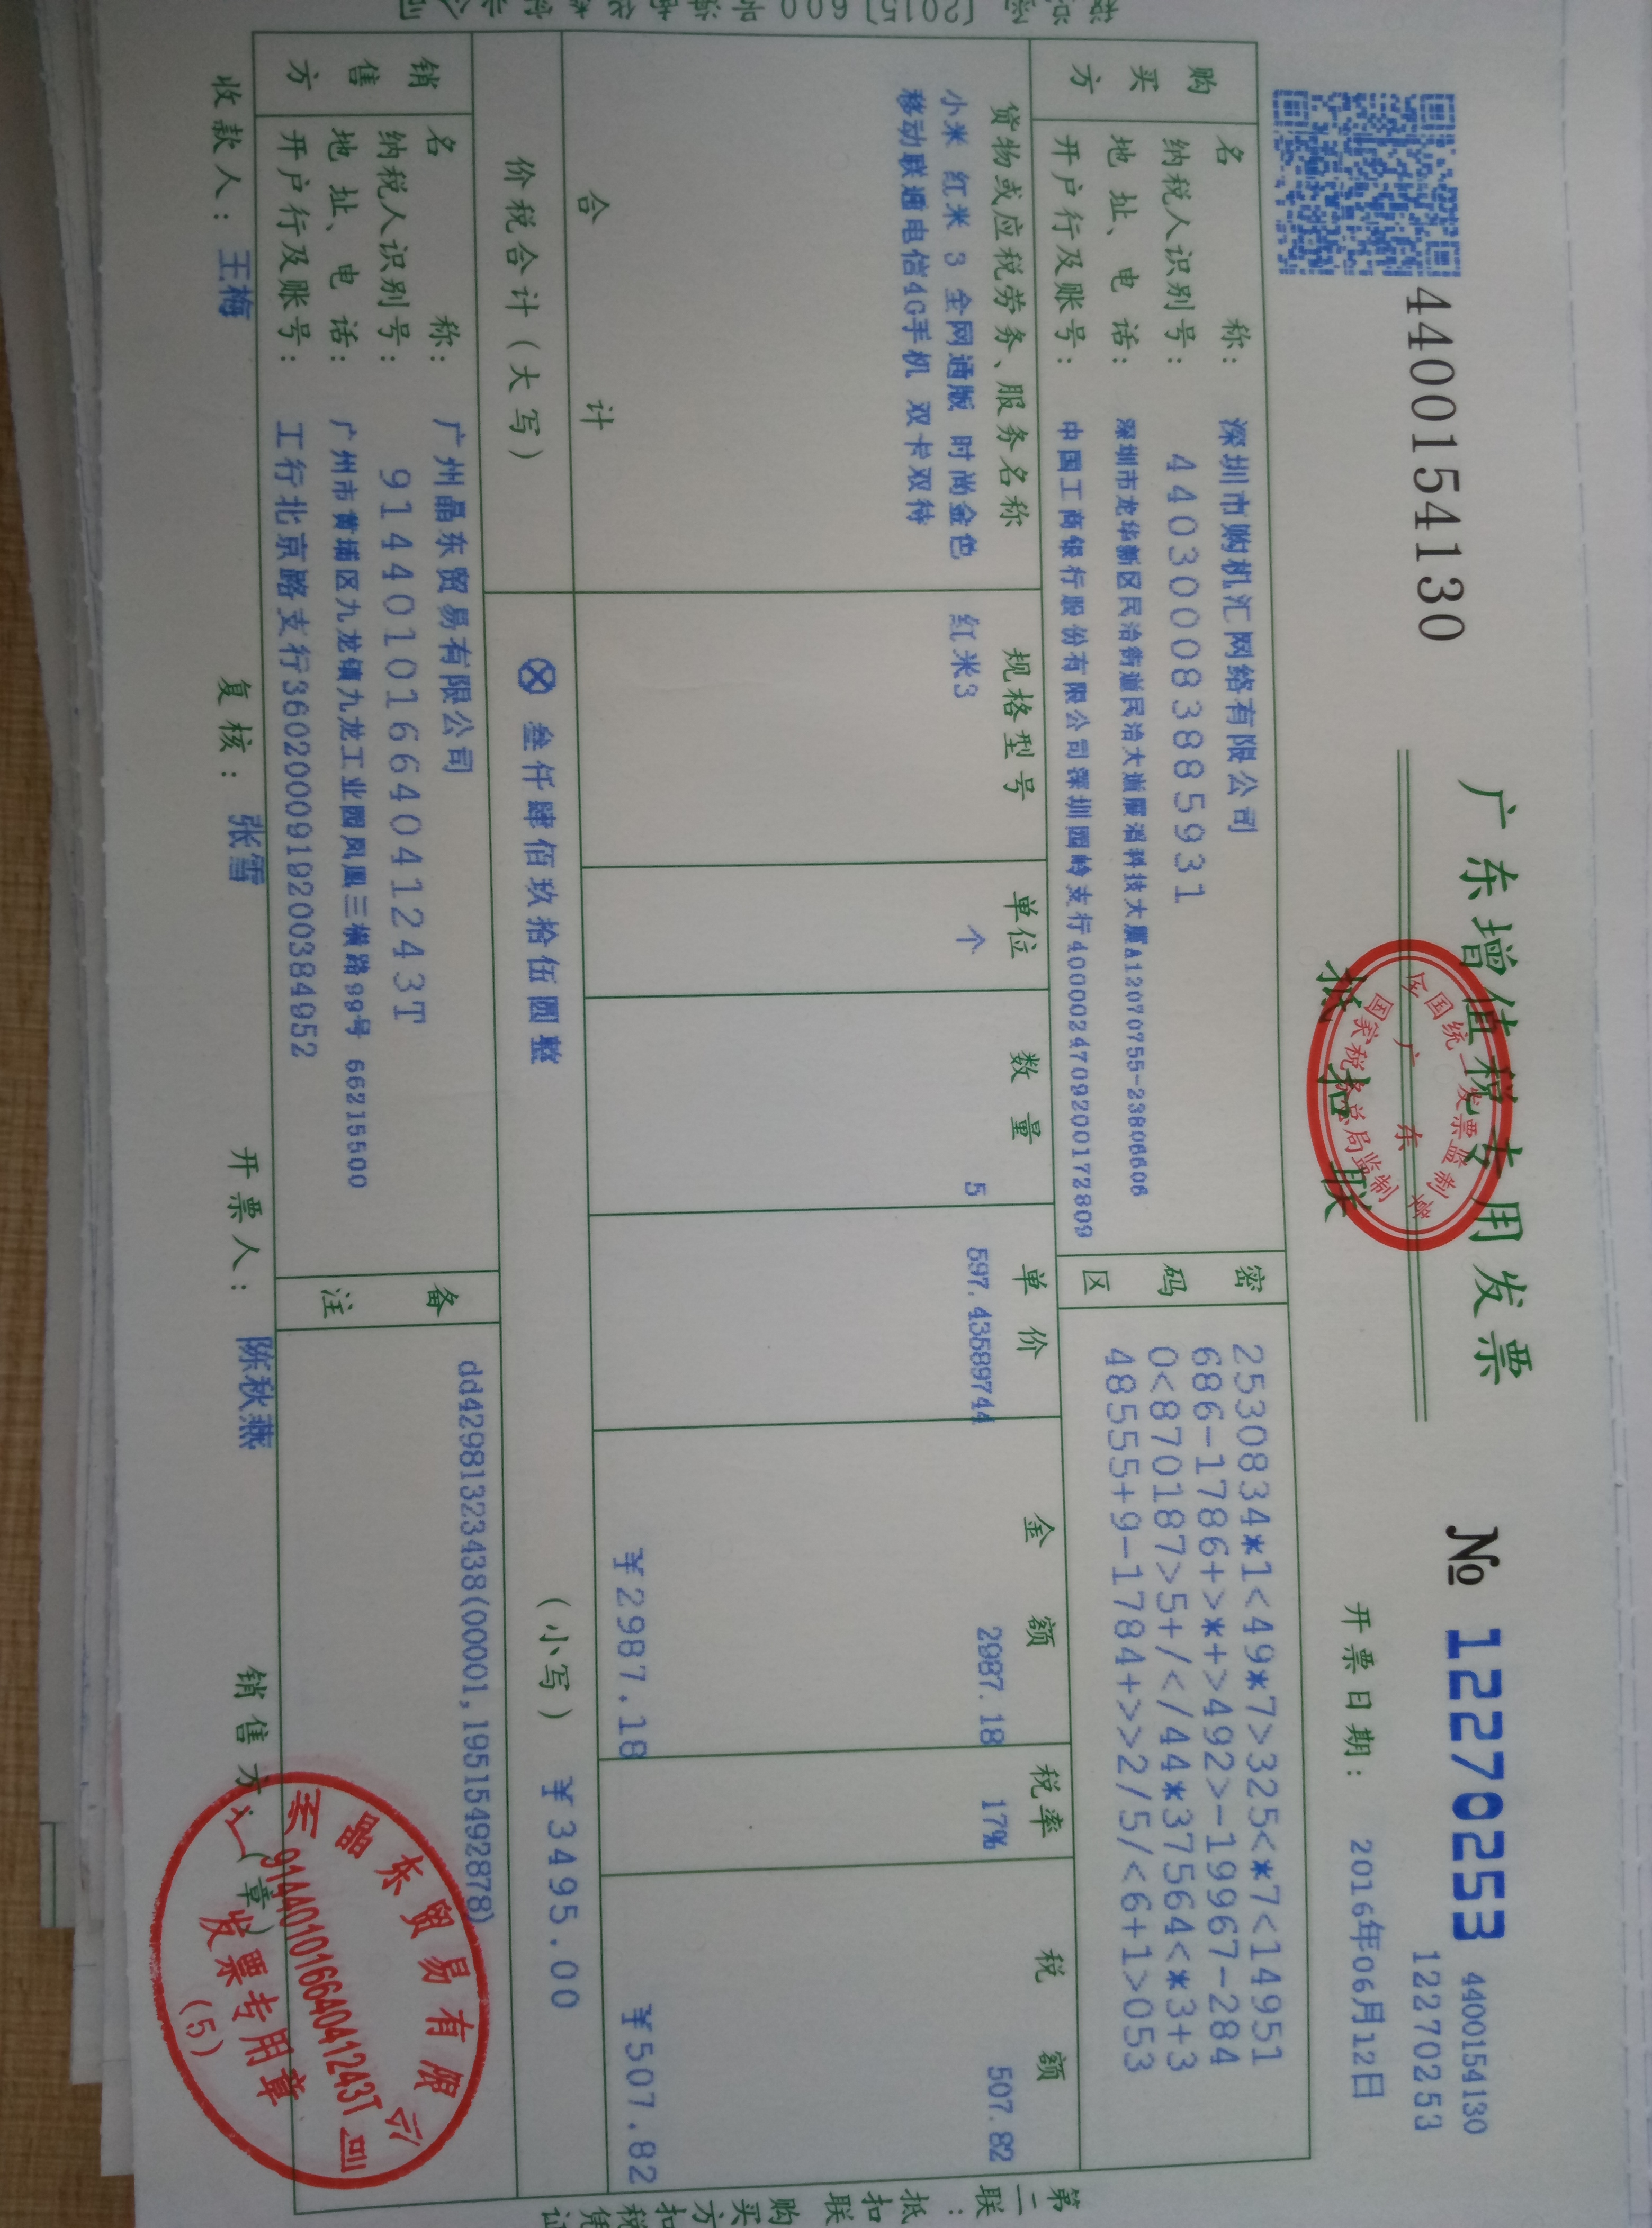 4400154130
广东增值税专用发票
抵扣联
全国统一发票监制章
广东
国家税务总局监制
№ 12270253
4400154130
12270253
开票日期: 2016年06月12日
购买方
名 称: 深圳市购机汇网络有限公司
纳税人识别号: 440300083885931
地址、电话: 深圳市龙华新区民治街道民治大道展滔科技大厦A12070755-23806606
开户行及账号: 中国工商银行股份有限公司深圳园岭支行4000024709200172809
密码区
2530834*1<49*7>325<*7<14951
686-1786+>*+>492>-19967-284
0<870187>5+/</44*37564<*3+3
48555+9-1784+>>2/5/<6+1>053
货物或应税劳务、服务名称 规格型号 单位 数量 单价 金额 税率 税额
小米 红米 3 全网通版 时尚金色 红米3 个 5 597.43589744 2987.18 17% 507.82
移动联通电信4G手机 双卡双待
合计 ¥2987.18 ¥507.82
价税合计(大写) ⊗ 叁仟肆佰玖拾伍圆整 (小写) ¥3495.00
销售方
名 称: 广州晶东贸易有限公司
纳税人识别号: 91440101664041243T
地址、电话: 广州市黄埔区九龙镇九龙工业园凤凰三横路99号 66215500
开户行及账号: 工行北京路支行3602000919200384952
备注
dd42981323438(00001,19515492878)
收款人: 王梅 复核: 张雪 开票人: 陈秋燕 销售方:(章)
广州晶东贸易有限公司
91440101664041243T
发票专用章
(5)
第二联:抵扣联 购买方扣税凭证